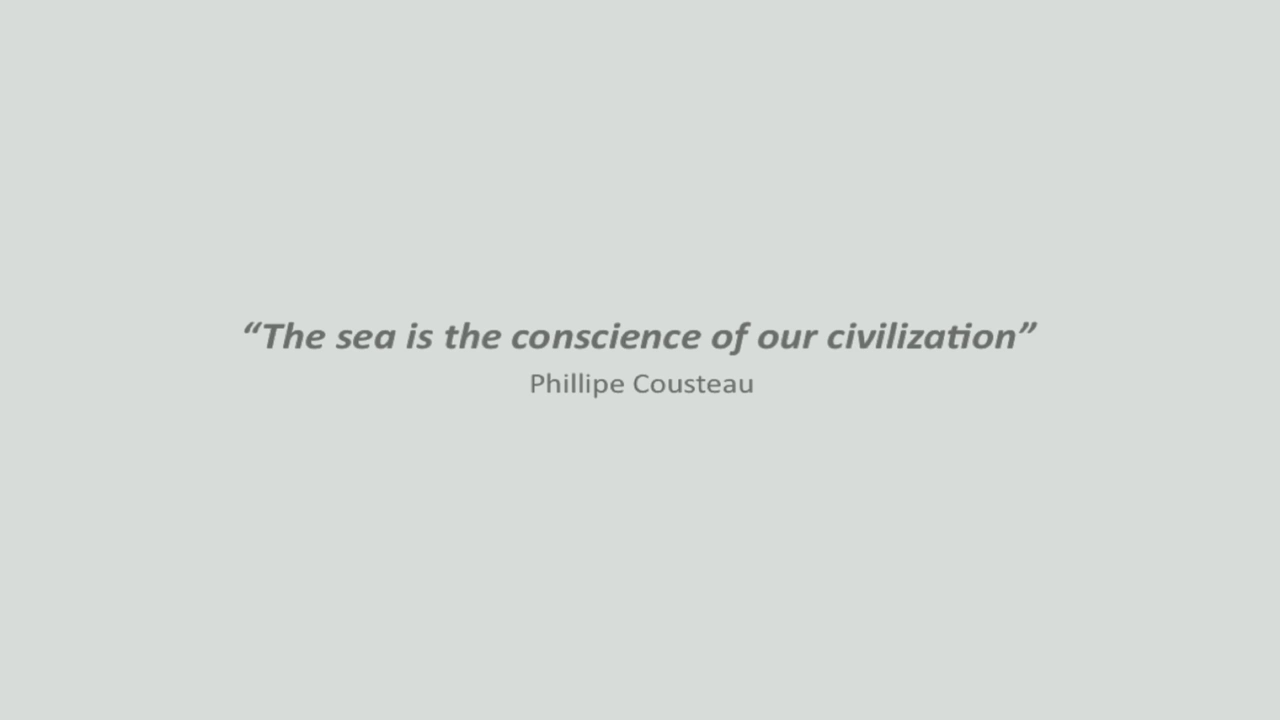 “The sea is the conscience of our civilization”
Phillipe Cousteau